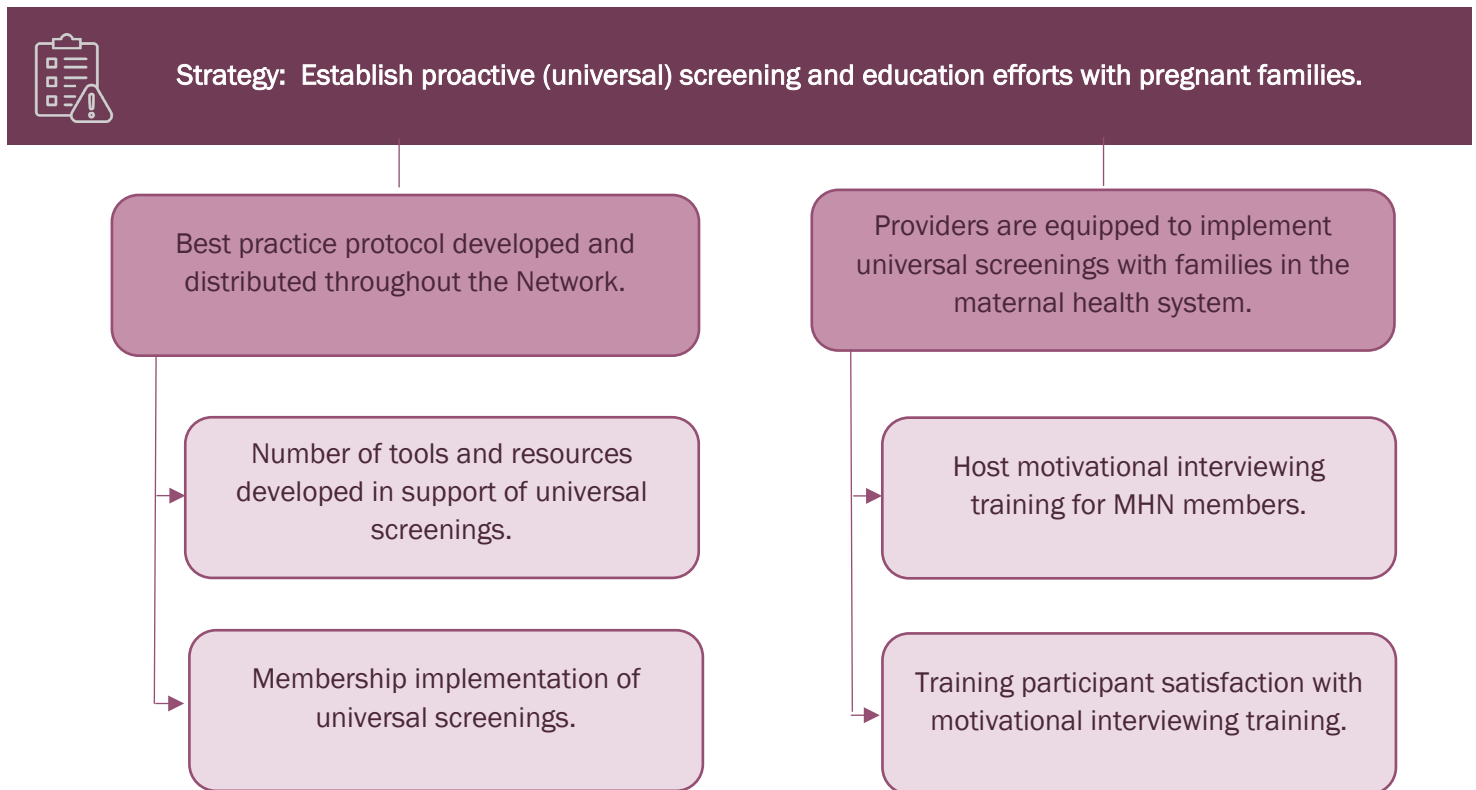 Strategy:  Establish proactive (universal) screening and education efforts with pregnant families.
Best practice protocol developed and
distributed throughout the Network.
Number of tools and resources
developed in support of universal
screenings.
Membership implementation of
universal screenings.
Providers are equipped to implement
universal screenings with families in the
maternal health system.
Host motivational interviewing
training for MHN members.
Training participant satisfaction with
motivational interviewing training.